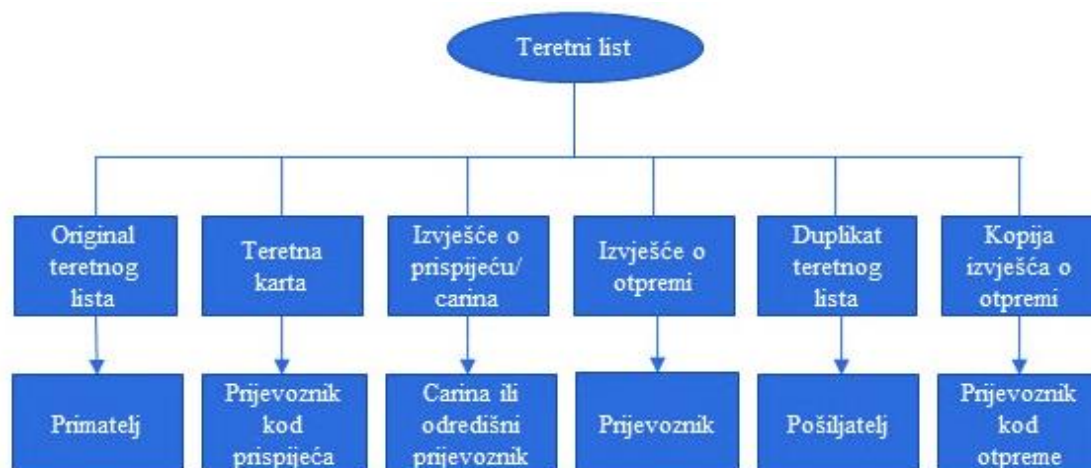 Teretni list
Original
teretnog
lista
Teretna
karta
Izvješće o
prispijeću/
carina
Izvješće o
otpremi
Duplikat
teretnog
lista
Kopija
izvješća o
otpremi
Primatelj
Prijevoznik
kod
prispijeća
Carina ili
odredišni
prijevoznik
Prijevoznik
Pošiljatelj
Prijevoznik
kod
otpreme